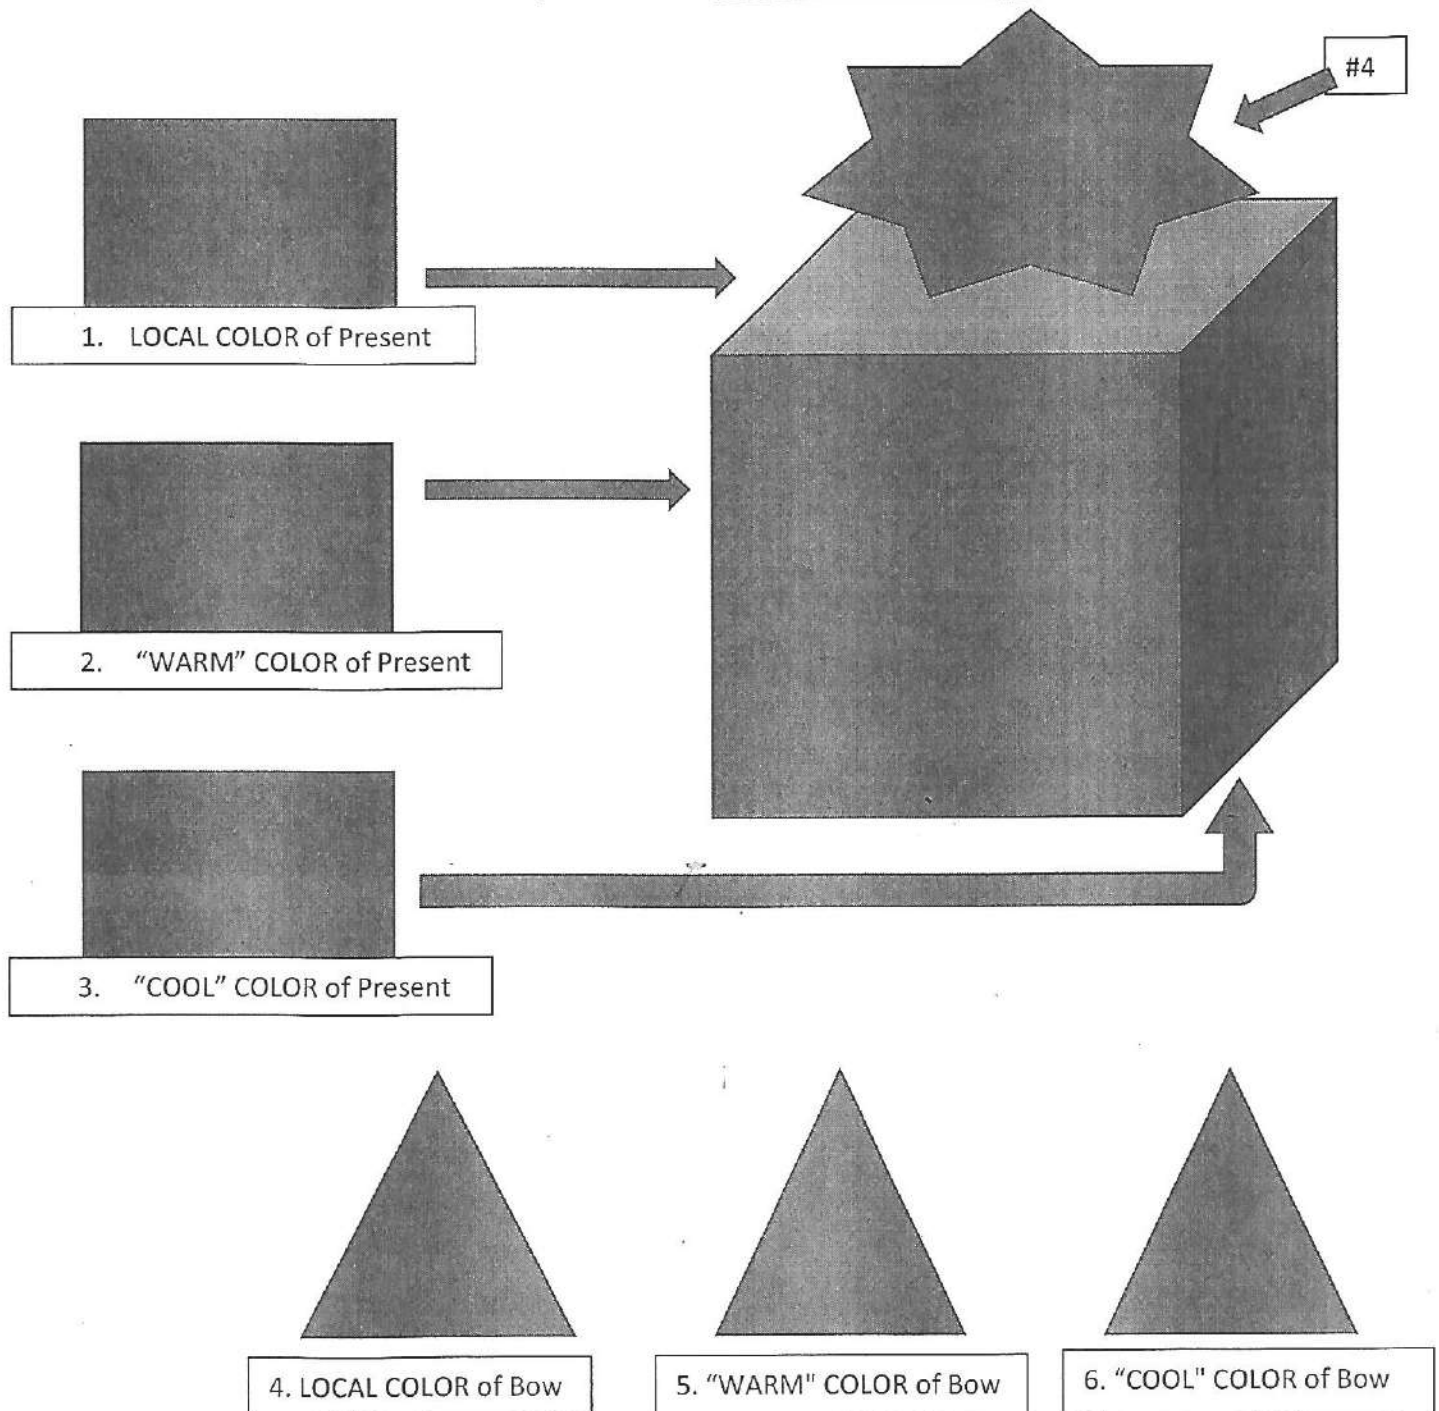 #4
1. LOCAL COLOR of Present
2. “WARM” COLOR of Present
3. “COOL” COLOR of Present
4. LOCAL COLOR of Bow
5. “WARM" COLOR of Bow
6. “COOL" COLOR of Bow